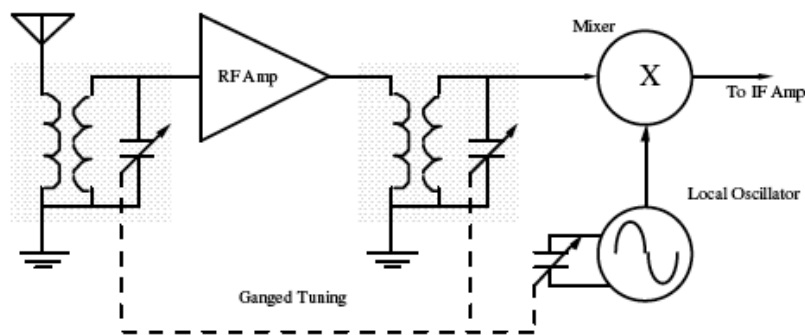 Mixer
RF Amp
X
To IF Amp
Local Oscillator
Ganged Tuning